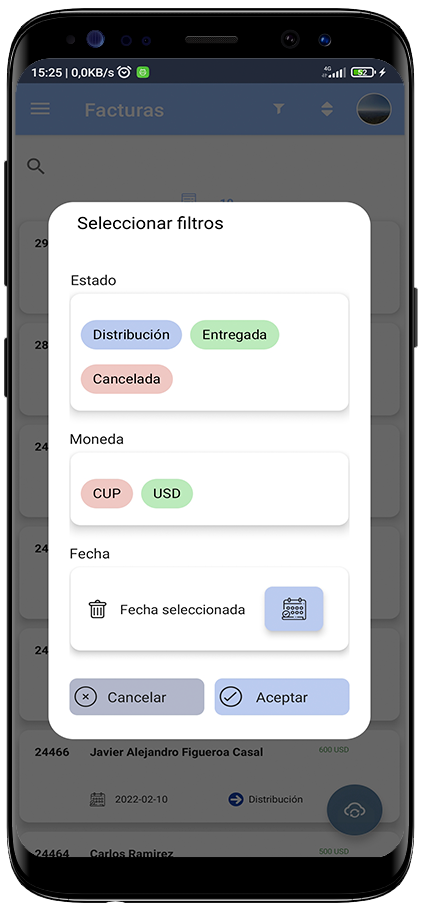 15:25 | 0,0KB/s
4G
52
Facturas
Seleccionar filtros
29
Estado
Distribución
Entregada
28
Cancelada
Moneda
24
CUP
USD
Fecha
24
Fecha seleccionada
24
Cancelar
Aceptar
24466 Javier Alejandro Figueroa Casal 600 USD
2022-02-10 Distribución
24464 Carlos Ramirez 500 USD